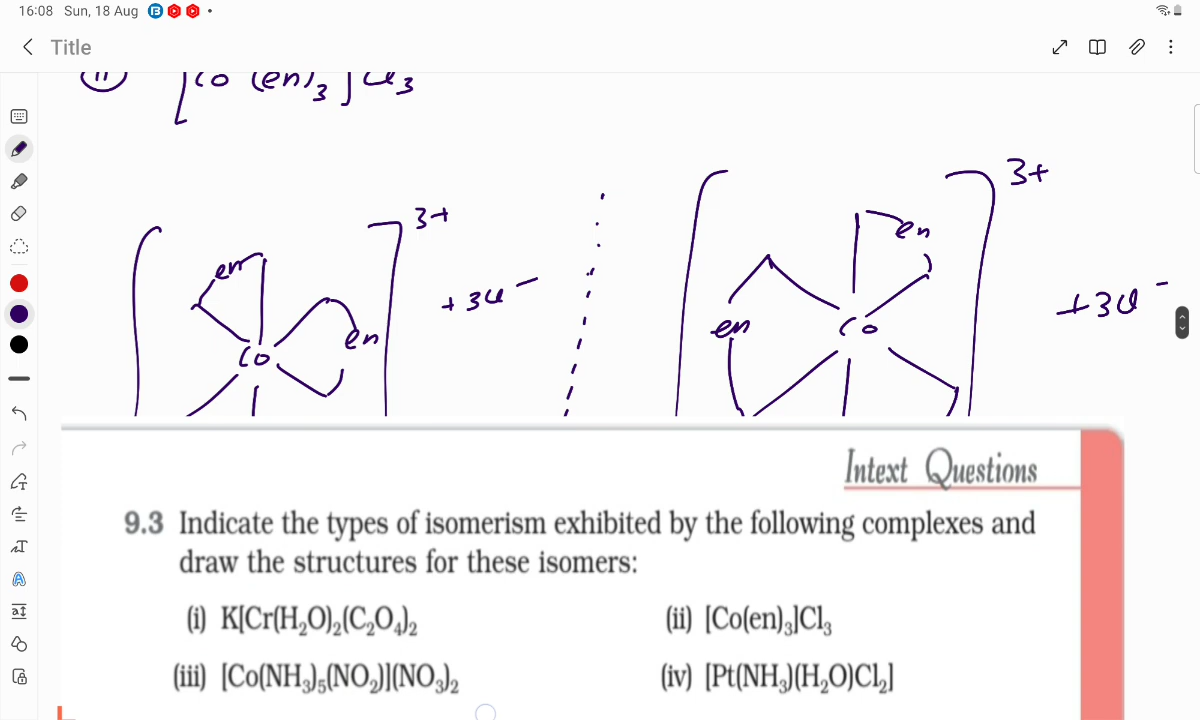 16:08 Sun, 18 Aug
Title
(ii) [Co (en)₃] Cl₃
3+
3+
en
en
en
en
Co
Co
+3Cl⁻
+3Cl⁻
Intext Questions
9.3 Indicate the types of isomerism exhibited by the following complexes and
draw the structures for these isomers:
(i) K[Cr(H₂O)₂(C₂O₄)₂ (ii) [Co(en)₃]Cl₃
(iii) [Co(NH₃)₅(NO₂)](NO₃)₂ (iv) [Pt(NH₃)(H₂O)Cl₂]